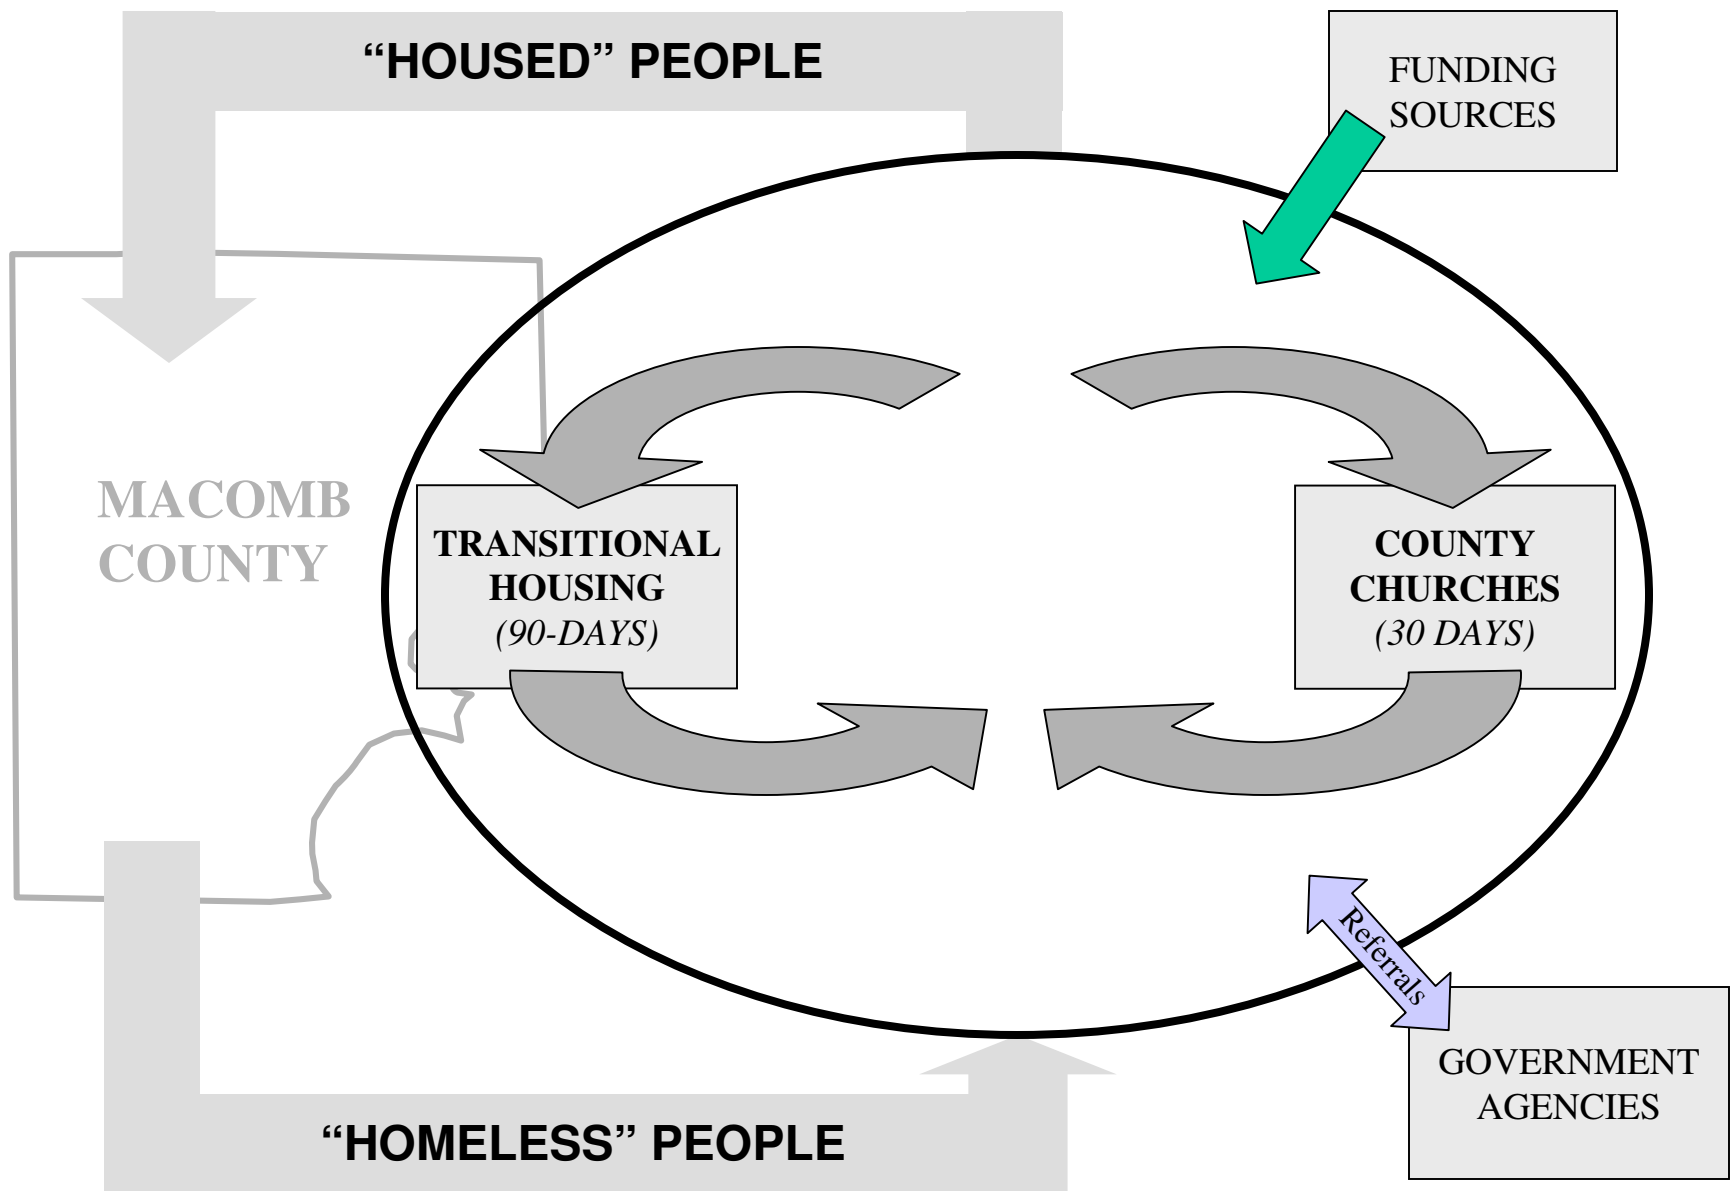 “HOUSED” PEOPLE
FUNDING
SOURCES
MACOMB
COUNTY
TRANSITIONAL
HOUSING
(90-DAYS)
COUNTY
CHURCHES
(30 DAYS)
Referrals
GOVERNMENT
AGENCIES
“HOMELESS” PEOPLE